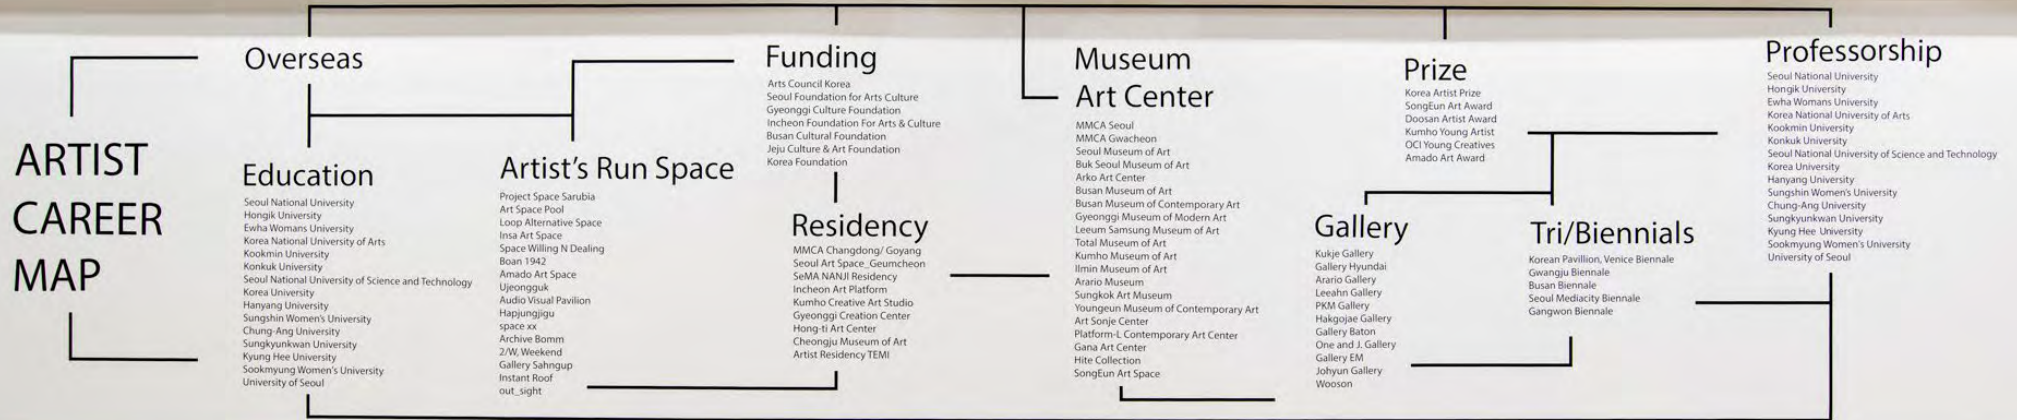 ARTIST
CAREER
MAP
Overseas
Education
Seoul National University
Hongik University
Ewha Womans University
Korea National University of Arts
Kookmin University
Konkuk University
Seoul National University of Science and Technology
Korea University
Hanyang University
Sungshin Women's University
Chung-Ang University
Sungkyunkwan University
Kyung Hee University
Sookmyung Women's University
University of Seoul
Artist's Run Space
Project Space Sarubia
Art Space Pool
Loop Alternative Space
Insa Art Space
Space Willing N Dealing
Boan 1942
Amado Art Space
Ujeongguk
Audio Visual Pavilion
Hapjungjigu
space xx
Archive Bomm
2/W, Weekend
Gallery Sahngup
Instant Roof
out_sight
Funding
Arts Council Korea
Seoul Foundation for Arts Culture
Gyeonggi Culture Foundation
Incheon Foundation For Arts & Culture
Busan Cultural Foundation
Jeju Culture & Art Foundation
Korea Foundation
Residency
MMCA Changdong/ Goyang
Seoul Art Space_Geumcheon
SeMA NANJI Residency
Incheon Art Platform
Kumho Creative Art Studio
Gyeonggi Creation Center
Hong-ti Art Center
Cheongju Museum of Art
Artist Residency TEMI
Museum
Art Center
MMCA Seoul
MMCA Gwacheon
Seoul Museum of Art
Buk Seoul Museum of Art
Arko Art Center
Busan Museum of Art
Busan Museum of Contemporary Art
Gyeonggi Museum of Modern Art
Leeum Samsung Museum of Art
Total Museum of Art
Kumho Museum of Art
Ilmin Museum of Art
Arario Museum
Sungkok Art Museum
Youngeun Museum of Contemporary Art
Art Sonje Center
Platform-L Contemporary Art Center
Gana Art Center
Hite Collection
SongEun Art Space
Prize
Korea Artist Prize
SongEun Art Award
Doosan Artist Award
Kumho Young Artist
OCI Young Creatives
Amado Art Award
Gallery
Kukje Gallery
Gallery Hyundai
Arario Gallery
Leeahn Gallery
PKM Gallery
Hakgojae Gallery
Gallery Baton
One and J. Gallery
Gallery EM
Johyun Gallery
Wooson
Tri/Biennials
Korean Pavillion, Venice Biennale
Gwangju Biennale
Busan Biennale
Seoul Mediacity Biennale
Gangwon Biennale
Professorship
Seoul National University
Hongik University
Ewha Womans University
Korea National University of Arts
Kookmin University
Konkuk University
Seoul National University of Science and Technology
Korea University
Hanyang University
Sungshin Women's University
Chung-Ang University
Sungkyunkwan University
Kyung Hee University
Sookmyung Women's University
University of Seoul